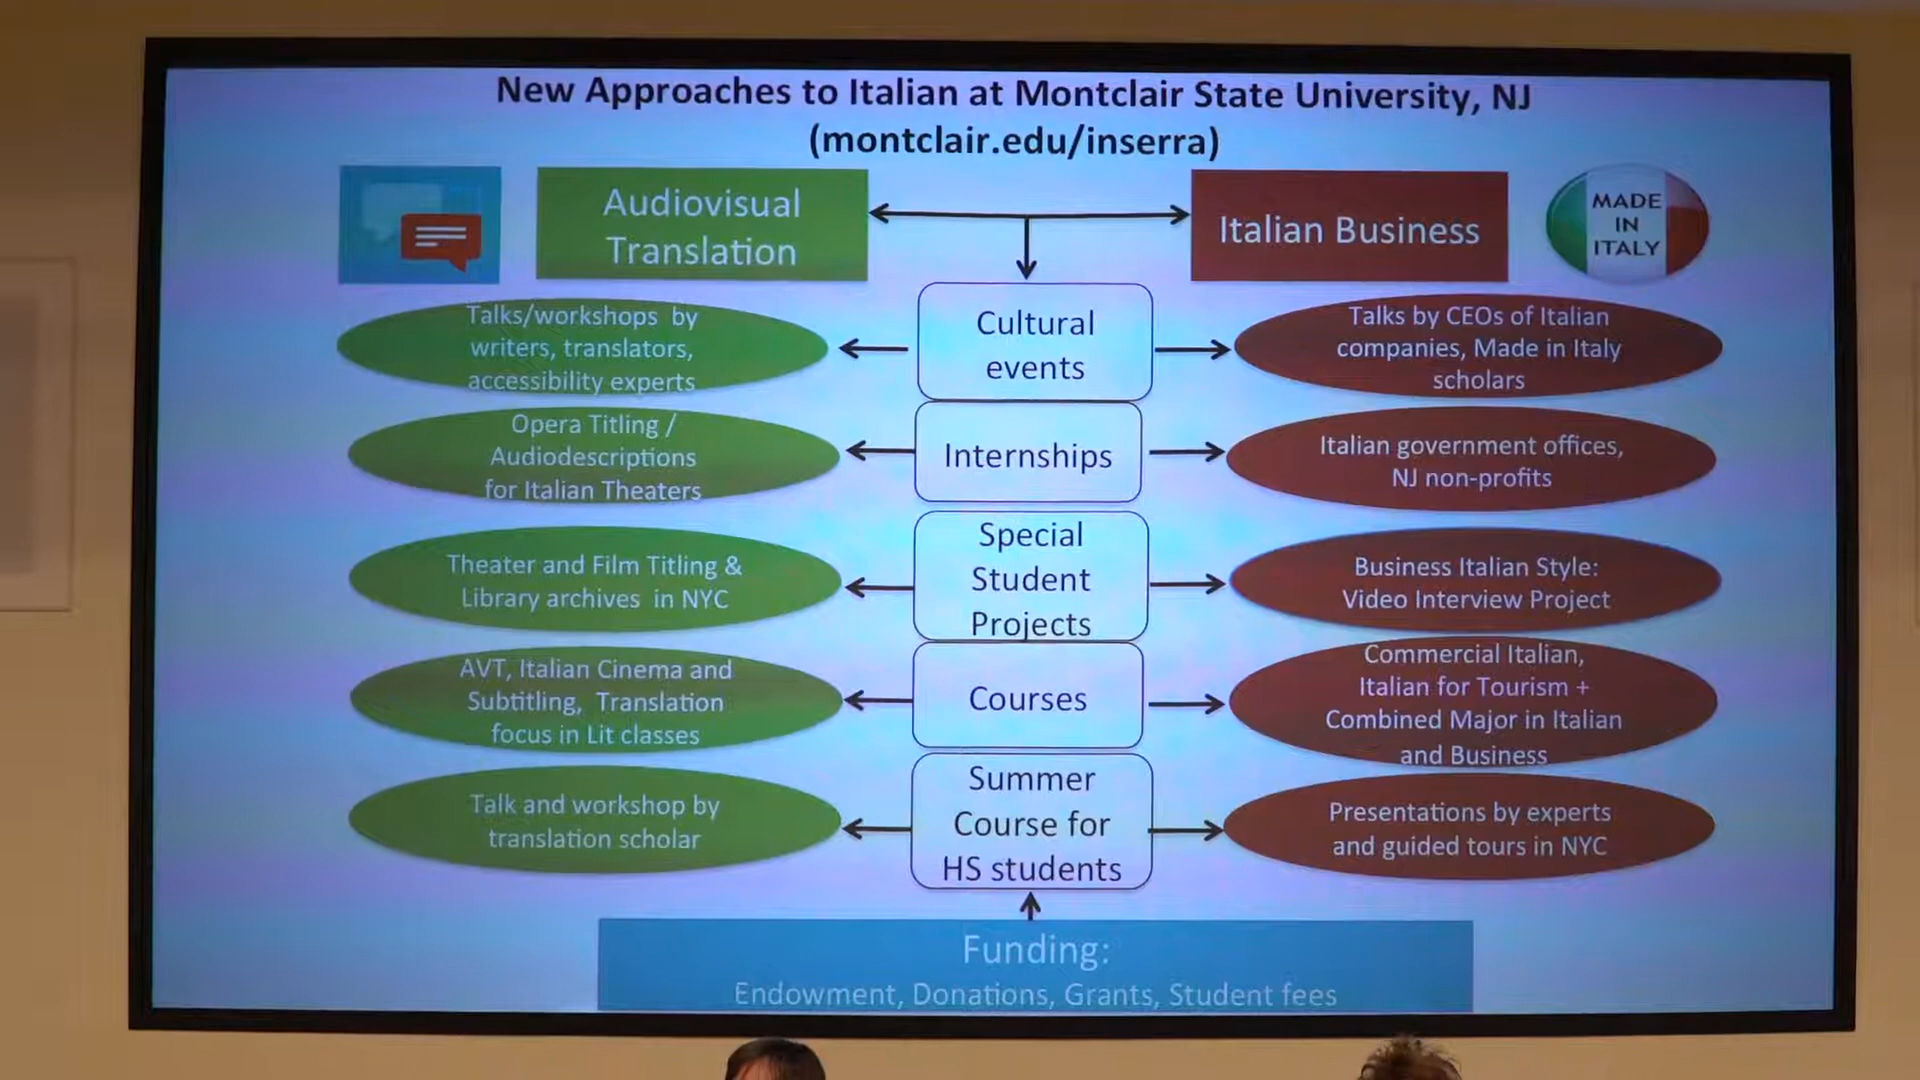 New Approaches to Italian at Montclair State University, NJ
(montclair.edu/inserra)
Audiovisual
Translation
Italian Business
MADE
IN
ITALY
Talks/workshops by
writers, translators,
accessibility experts
Cultural
events
Talks by CEOs of Italian
companies, Made in Italy
scholars
Opera Titling /
Audiodescriptions
for Italian Theaters
Internships
Italian government offices,
NJ non-profits
Theater and Film Titling &
Library archives in NYC
Special
Student
Projects
Business Italian Style:
Video Interview Project
AVT, Italian Cinema and
Subtitling, Translation
focus in Lit classes
Courses
Commercial Italian,
Italian for Tourism +
Combined Major in Italian
and Business
Talk and workshop by
translation scholar
Summer
Course for
HS students
Presentations by experts
and guided tours in NYC
Funding:
Endowment, Donations, Grants, Student fees